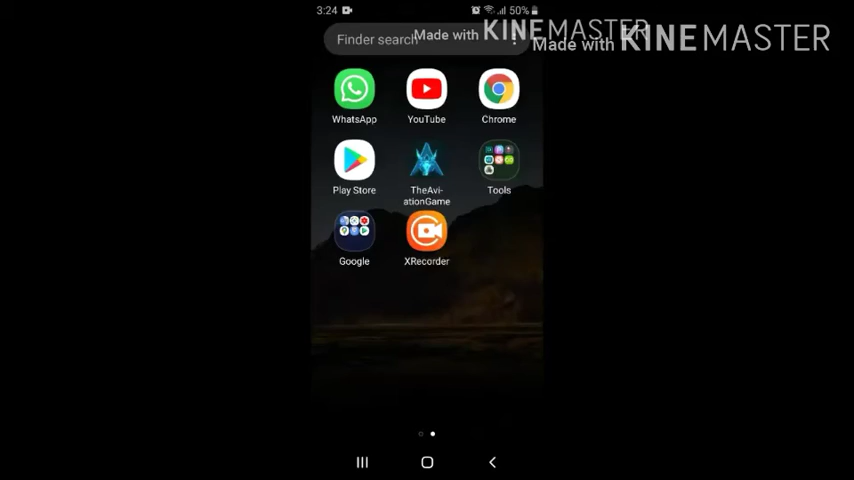 3:24 50%
Finder search
Made with KINEMASTER
Made with KINEMASTER
WhatsApp YouTube Chrome
Play Store TheAvi-
ationGame Tools
Google XRecorder